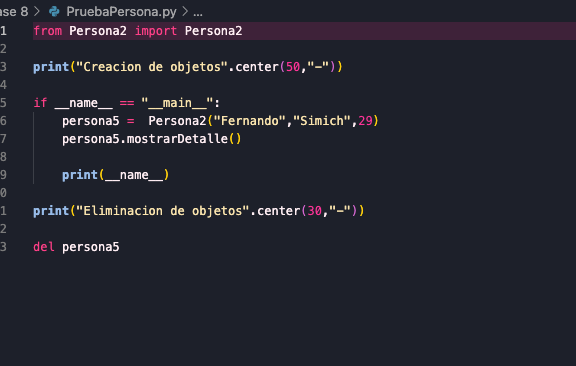 ase 8 > PruebaPersona.py > ...
1 from Persona2 import Persona2
2
3 print("Creacion de objetos".center(50,"-"))
4
5 if __name__ == "__main__":
6     persona5 =  Persona2("Fernando","Simich",29)
7     persona5.mostrarDetalle()
8
9     print(__name__)
0
1 print("Eliminacion de objetos".center(30,"-"))
2
3 del persona5